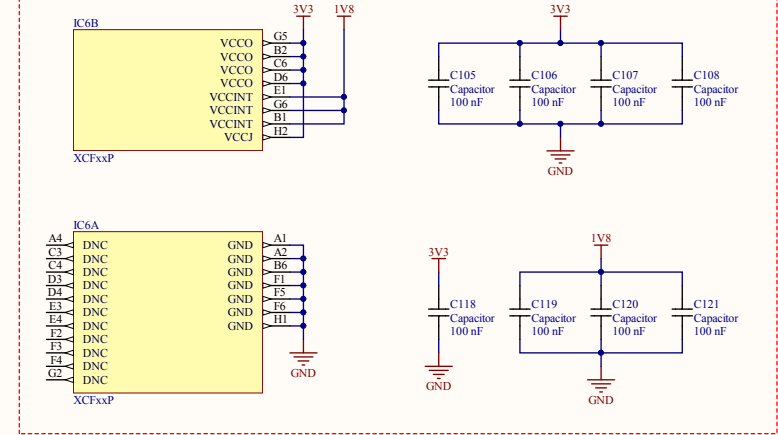 3V3 1V8
IC6B
VCCO G5
VCCO B2
VCCO C6
VCCO D6
VCCINT E1
VCCINT G6
VCCINT B1
VCCJ H2
XCFxxP
3V3
C105
Capacitor
100 nF
C106
Capacitor
100 nF
C107
Capacitor
100 nF
C108
Capacitor
100 nF
GND
IC6A
A4 DNC GND A1
C3 DNC GND A2
C4 DNC GND B6
D3 DNC GND F1
D4 DNC GND F5
E3 DNC GND F6
E4 DNC GND H1
F2 DNC
F3 DNC
F4 DNC
G2 DNC
XCFxxP
GND
3V3
C118
Capacitor
100 nF
GND
1V8
C119
Capacitor
100 nF
C120
Capacitor
100 nF
C121
Capacitor
100 nF
GND